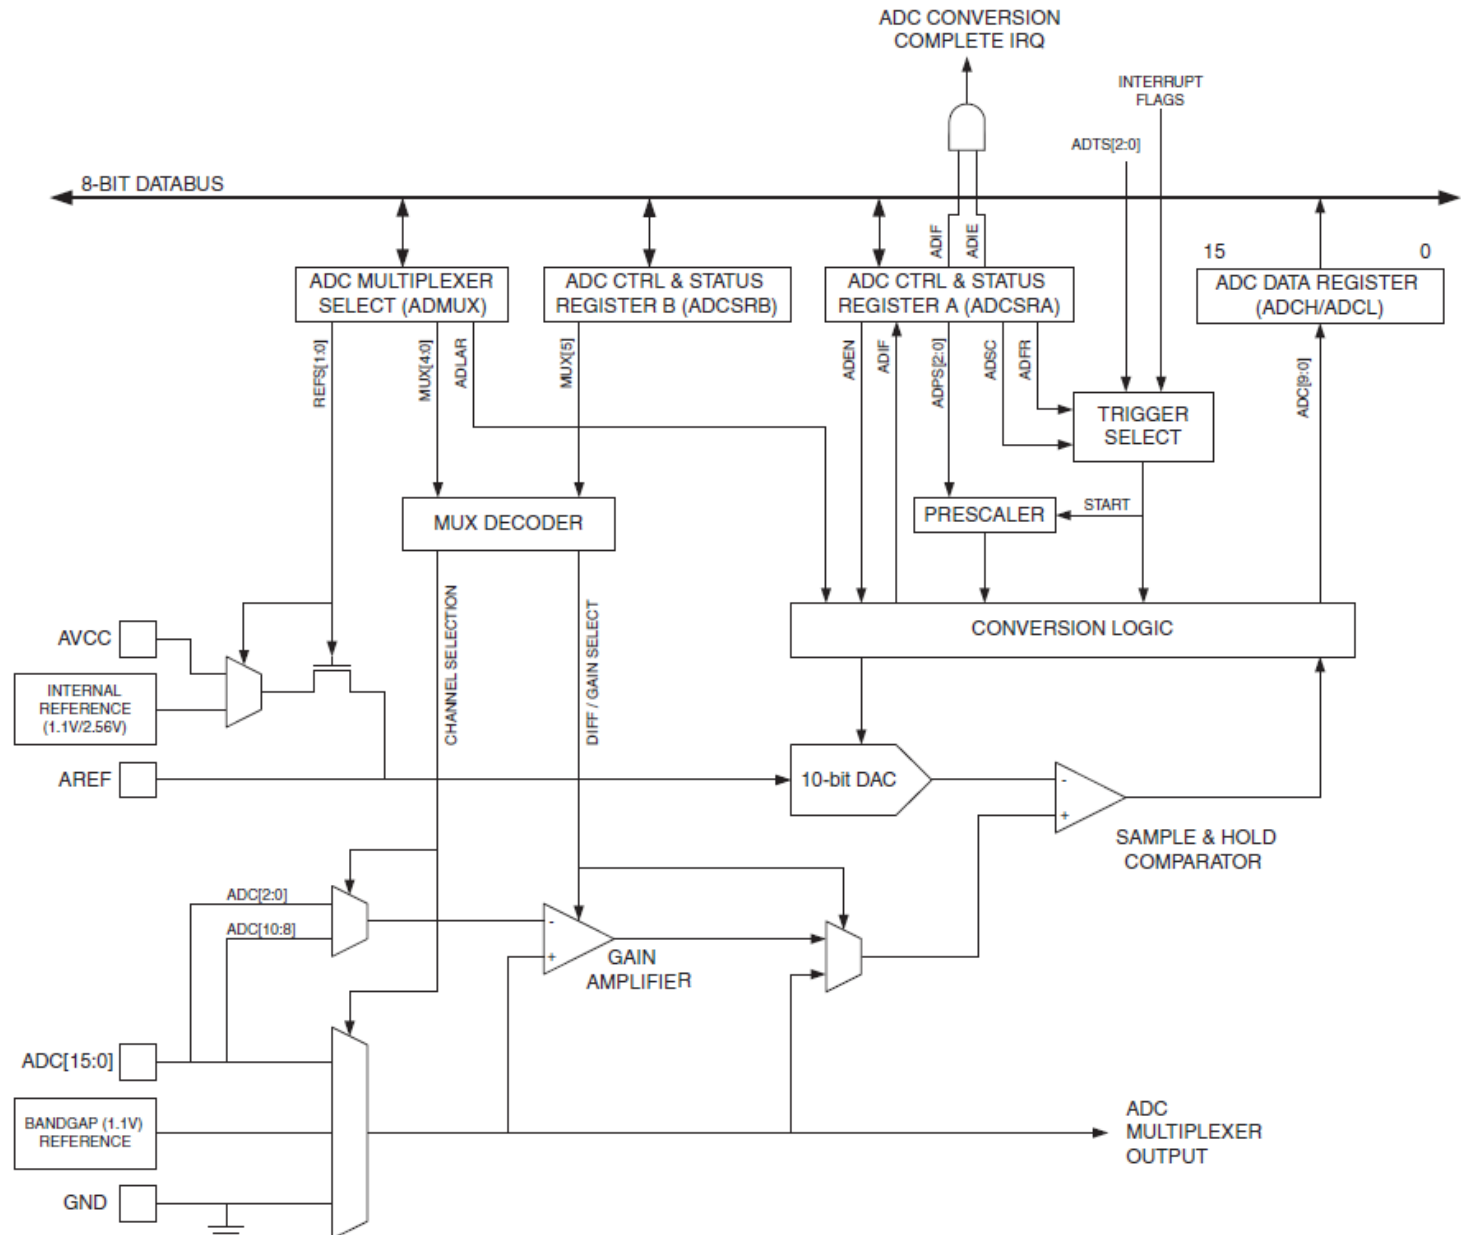 ADC CONVERSION
COMPLETE IRQ
INTERRUPT
FLAGS
ADTS[2:0]
8-BIT DATABUS
ADIF
ADIE
15
0
ADC MULTIPLEXER
SELECT (ADMUX)
ADC CTRL & STATUS
REGISTER B (ADCSRB)
ADC CTRL & STATUS
REGISTER A (ADCSRA)
ADC DATA REGISTER
(ADCH/ADCL)
REFS[1:0]
MUX[4:0]
ADLAR
MUX[5]
ADEN
ADIF
ADPS[2:0]
ADSC
ADFR
ADC[9:0]
TRIGGER
SELECT
MUX DECODER
PRESCALER
START
CHANNEL SELECTION
DIFF / GAIN SELECT
CONVERSION LOGIC
AVCC
INTERNAL
REFERENCE
(1.1V/2.56V)
AREF
10-bit DAC
-
+
SAMPLE & HOLD
COMPARATOR
ADC[2:0]
ADC[10:8]
-
+
GAIN
AMPLIFIER
ADC[15:0]
BANDGAP (1.1V)
REFERENCE
GND
ADC
MULTIPLEXER
OUTPUT